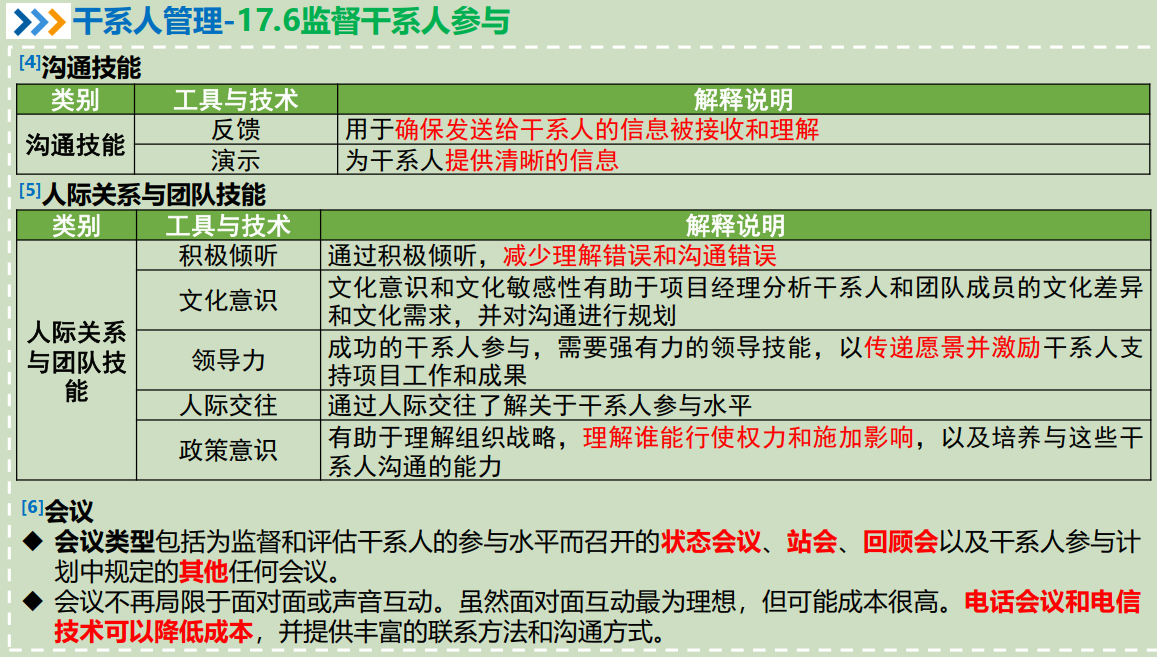 干系人管理-17.6监督干系人参与
[4]沟通技能
类别 工具与技术 解释说明
沟通技能
反馈 用于确保发送给干系人的信息被接收和理解
演示 为干系人提供清晰的信息
[5]人际关系与团队技能
类别 工具与技术 解释说明
人际关系
与团队技
能
积极倾听 通过积极倾听，减少理解错误和沟通错误
文化意识 文化意识和文化敏感性有助于项目经理分析干系人和团队成员的文化差异
和文化需求，并对沟通进行规划
领导力 成功的干系人参与，需要强有力的领导技能，以传递愿景并激励干系人支
持项目工作和成果
人际交往 通过人际交往了解关于干系人参与水平
政策意识 有助于理解组织战略，理解谁能行使权力和施加影响，以及培养与这些干
系人沟通的能力
[6]会议
◆ 会议类型包括为监督和评估干系人的参与水平而召开的状态会议、站会、回顾会以及干系人参与计
划中规定的其他任何会议。
◆ 会议不再局限于面对面或声音互动。虽然面对面互动最为理想，但可能成本很高。电话会议和电信
技术可以降低成本，并提供丰富的联系方法和沟通方式。